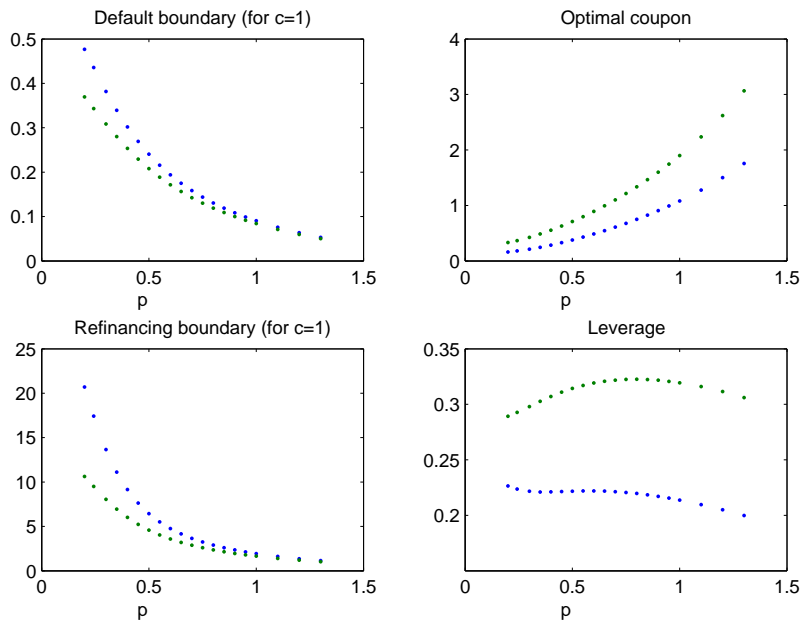 Default boundary (for c=1)
0.5
0.4
0.3
0.2
0.1
0
0 0.5 1 1.5
p
Optimal coupon
4
3
2
1
0
0 0.5 1 1.5
p
Refinancing boundary (for c=1)
25
20
15
10
5
0
0 0.5 1 1.5
p
Leverage
0.35
0.3
0.25
0.2
0 0.5 1 1.5
p